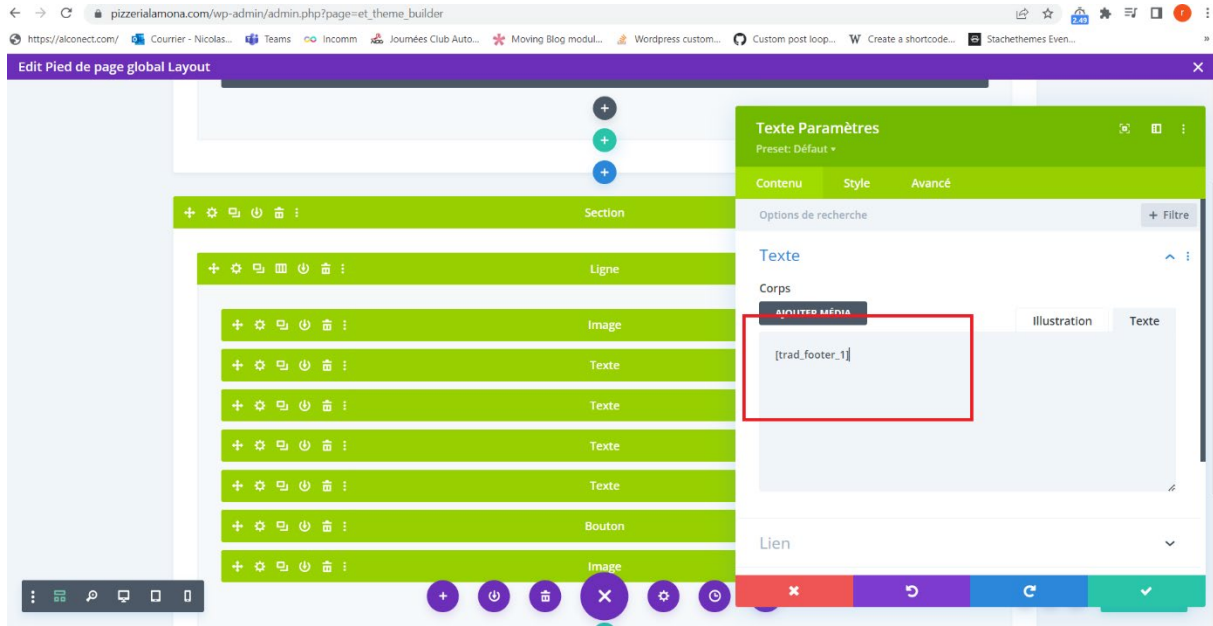 pizzerialamona.com/wp-admin/admin.php?page=et_theme_builder
2.49
r
https://alconect.com/ Courrier - Nicolas... Teams Incomm Journées Club Auto... Moving Blog modul... Wordpress custom... Custom post loop... W Create a shortcode... Stachethemes Even... »
Edit Pied de page global Layout
Texte Paramètres
Preset: Défaut
Contenu Style Avancé
Options de recherche + Filtre
Section
Texte
Ligne
Corps
AJOUTER MÉDIA
Illustration Texte
Image
[trad_footer_1]
Texte
Texte
Texte
Texte
Bouton
Lien
Image